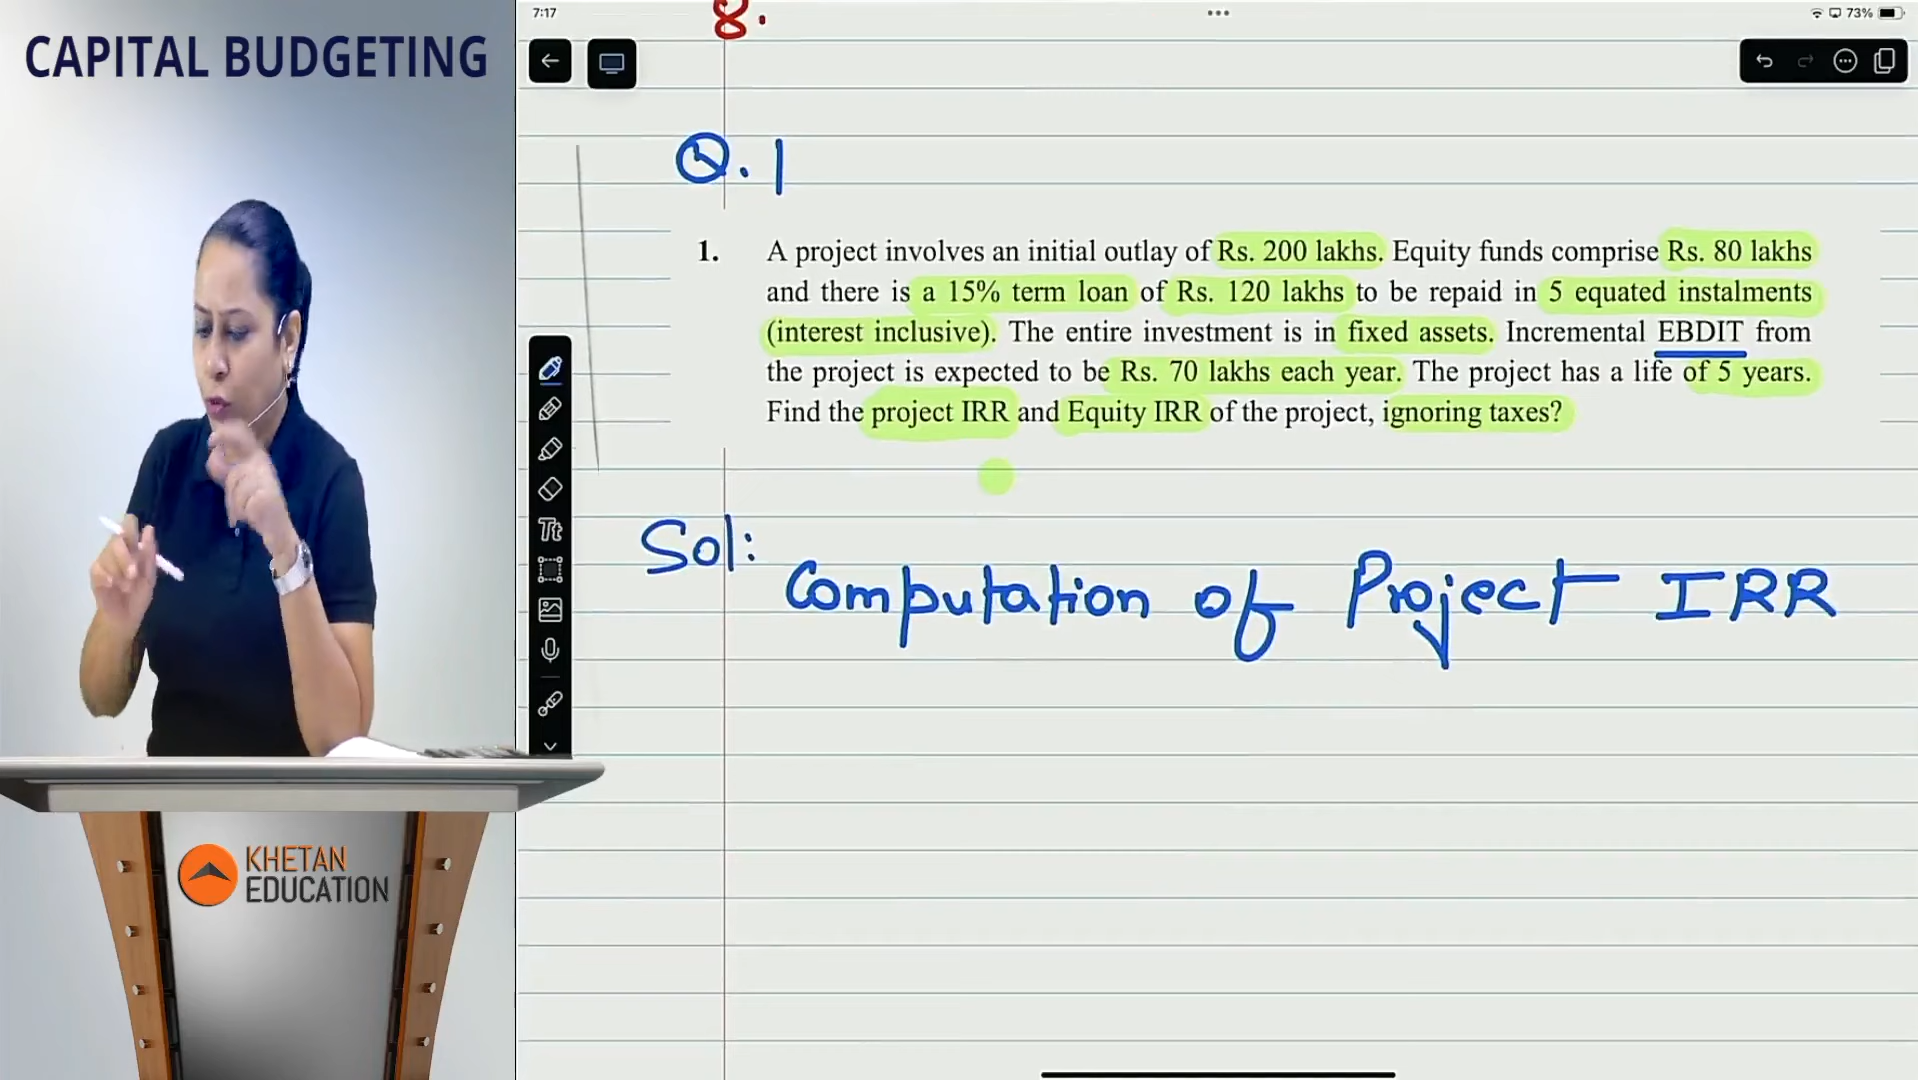 CAPITAL BUDGETING
7:17
8.
73%
Q.1
1. A project involves an initial outlay of Rs. 200 lakhs. Equity funds comprise Rs. 80 lakhs
and there is a 15% term loan of Rs. 120 lakhs to be repaid in 5 equated instalments
(interest inclusive). The entire investment is in fixed assets. Incremental EBDIT from
the project is expected to be Rs. 70 lakhs each year. The project has a life of 5 years.
Find the project IRR and Equity IRR of the project, ignoring taxes?
Tt
Sol:
Computation of Project IRR
KHETAN
EDUCATION